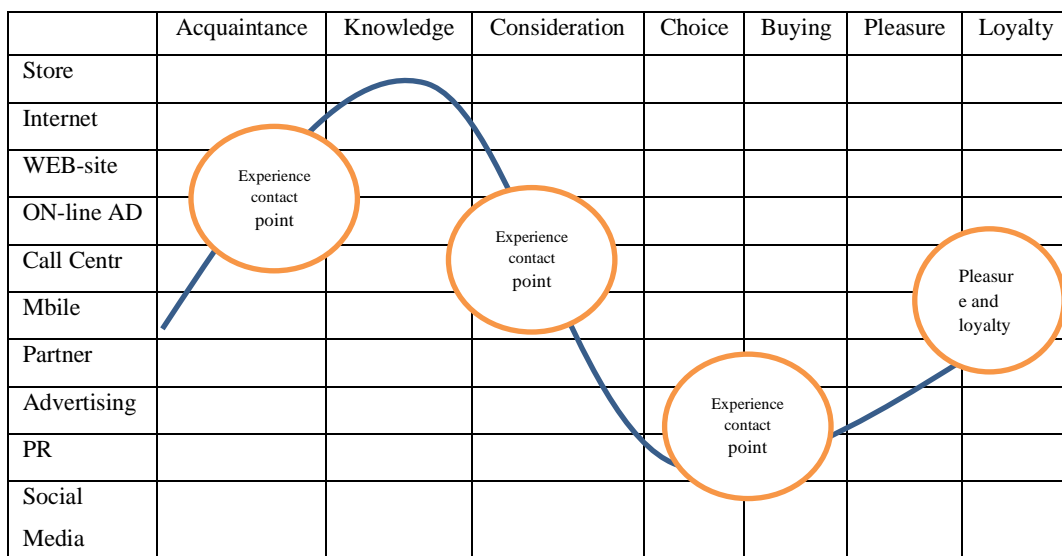 Acquaintance Knowledge Consideration Choice Buying Pleasure Loyalty
Store
Internet
WEB-site
ON-line AD
Call Centr
Mbile
Partner
Advertising
PR
Social
Media
Experience
contact
point
Experience
contact
point
Experience
contact
point
Pleasur
e and
loyalty